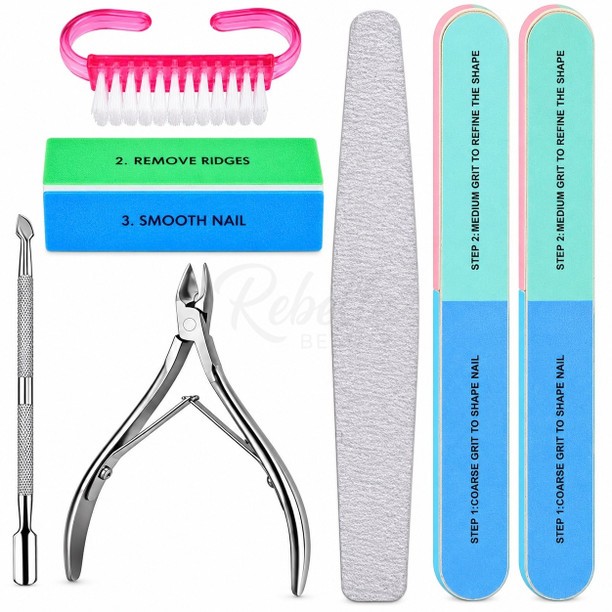 2. REMOVE RIDGES
3. SMOOTH NAIL
STEP 2: MEDIUM GRIT TO REFINE THE SHAPE
STEP 1:COARSE GRIT TO SHAPE NAIL
STEP 2: MEDIUM GRIT TO REFINE THE SHAPE
STEP 1:COARSE GRIT TO SHAPE NAIL